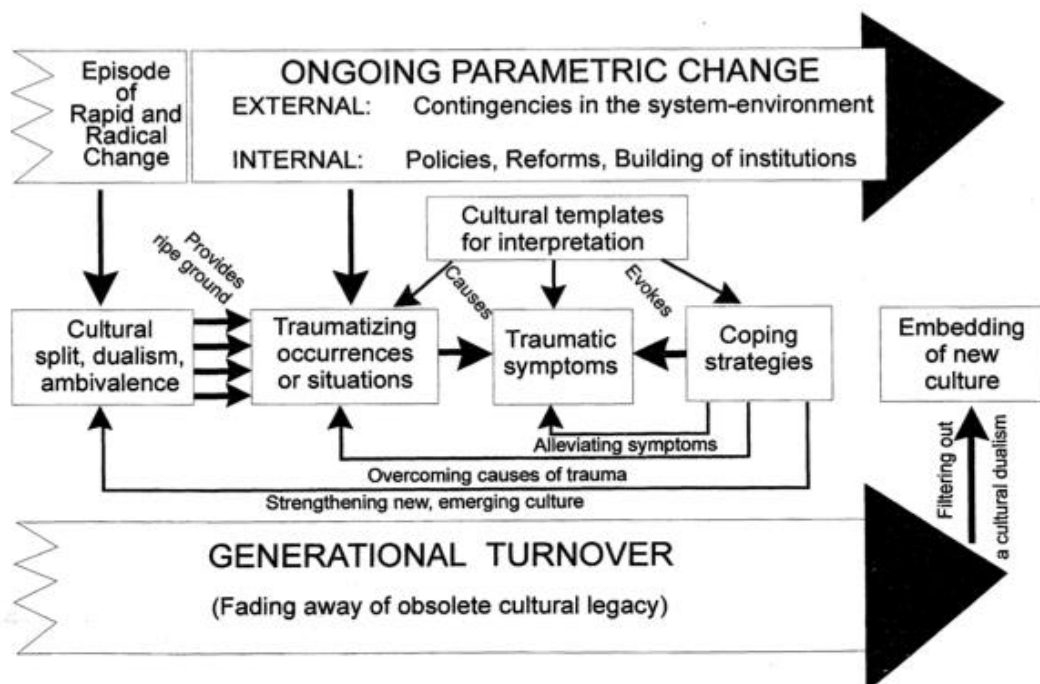 Episode
of
Rapid and
Radical
Change
ONGOING PARAMETRIC CHANGE
EXTERNAL: Contingencies in the system-environment
INTERNAL: Policies, Reforms, Building of institutions
Cultural templates
for interpretation
Provides
ripe ground
Causes
Evokes
Cultural
split, dualism,
ambivalence
Traumatizing
occurrences
or situations
Traumatic
symptoms
Coping
strategies
Embedding
of new
culture
Alleviating symptoms
Overcoming causes of trauma
Strengthening new, emerging culture
Filtering out
a cultural dualism
GENERATIONAL TURNOVER
(Fading away of obsolete cultural legacy)